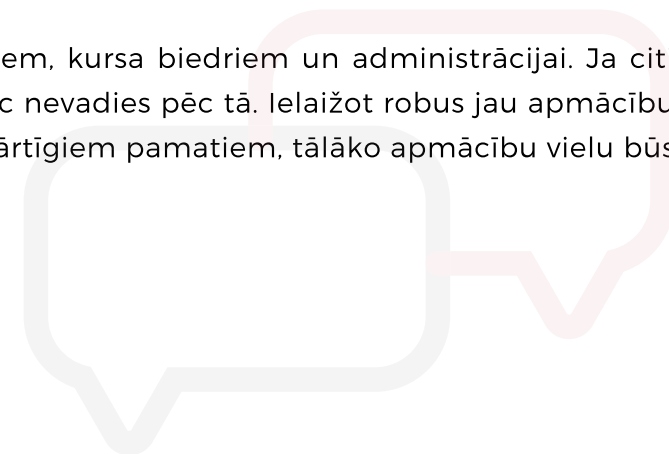 em, kursa biedriem un administrācijai. Ja cit
c nevadies pēc tā. Ielaižot robus jau apmācību
ārtīgiem pamatiem, tālāko apmācību vielu būs